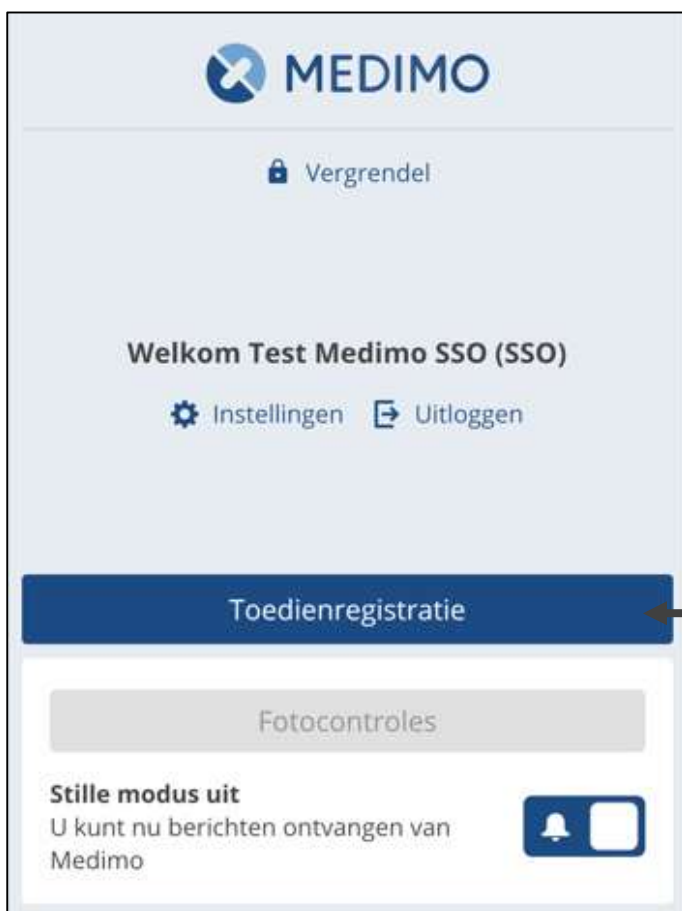 MEDIMO
Vergrendel
Welkom Test Medimo SSO (SSO)
Instellingen Uitloggen
Toedienregistratie
Fotocontroles
Stille modus uit
U kunt nu berichten ontvangen van
Medimo